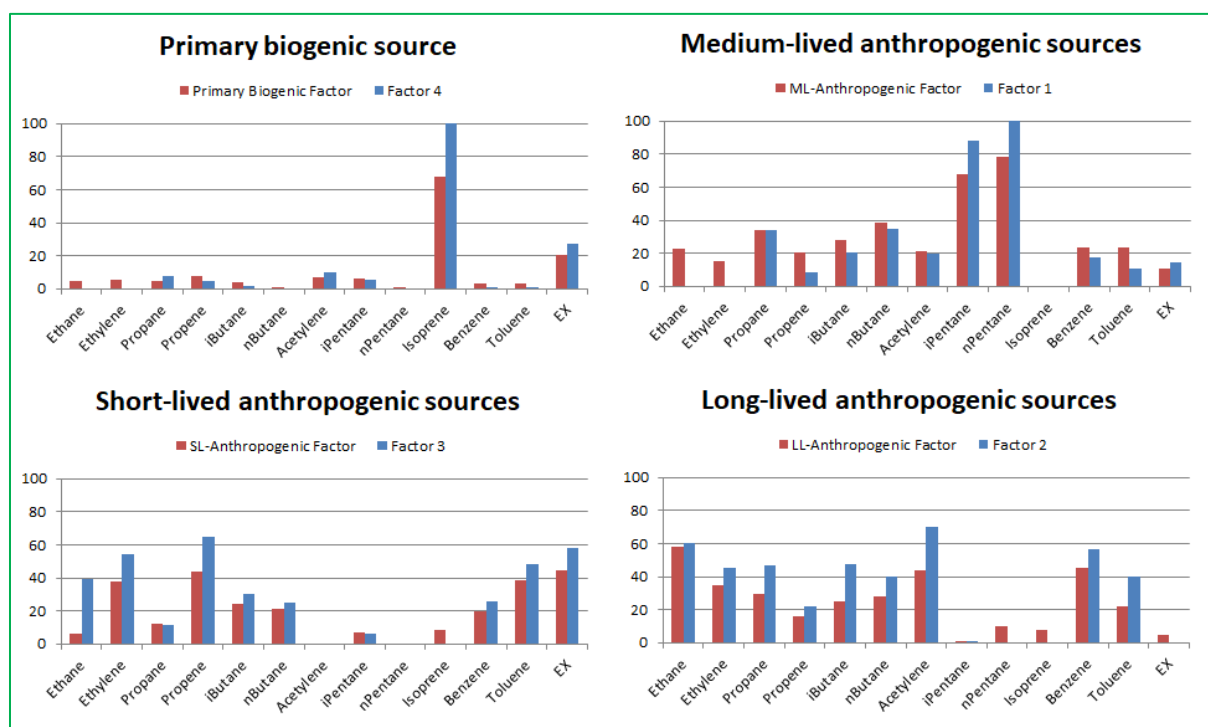 Primary biogenic source
Primary Biogenic Factor Factor 4
100
80
60
40
20
0
Ethane Ethylene Propane Propene iButane nButane Acetylene iPentane nPentane Isoprene Benzene Toluene EX
Medium-lived anthropogenic sources
ML-Anthropogenic Factor Factor 1
100
80
60
40
20
0
Ethane Ethylene Propane Propene iButane nButane Acetylene iPentane nPentane Isoprene Benzene Toluene EX
Short-lived anthropogenic sources
SL-Anthropogenic Factor Factor 3
100
80
60
40
20
0
Ethane Ethylene Propane Propene iButane nButane Acetylene iPentane nPentane Isoprene Benzene Toluene EX
Long-lived anthropogenic sources
LL-Anthropogenic Factor Factor 2
100
80
60
40
20
0
Ethane Ethylene Propane Propene iButane nButane Acetylene iPentane nPentane Isoprene Benzene Toluene EX